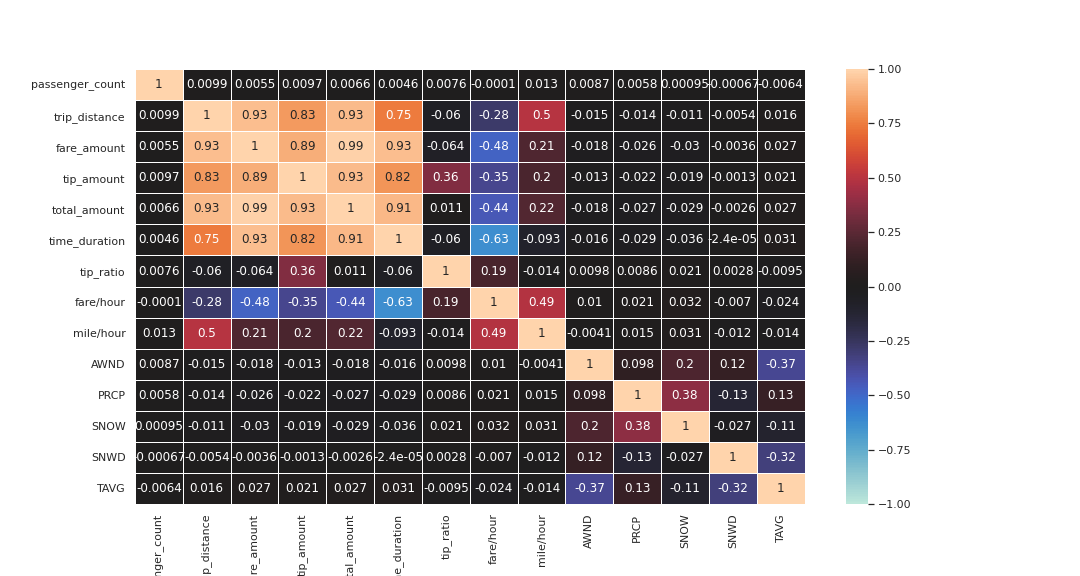 passenger_count 1 0.0099 0.0055 0.0097 0.0066 0.0046 0.0076 -0.0001 0.013 0.0087 0.0058 0.00095 -0.00067 -0.0064
trip_distance 0.0099 1 0.93 0.83 0.93 0.75 -0.06 -0.28 0.5 -0.015 -0.014 -0.011 -0.0054 0.016
fare_amount 0.0055 0.93 1 0.89 0.99 0.93 -0.064 -0.48 0.21 -0.018 -0.026 -0.03 -0.0036 0.027
tip_amount 0.0097 0.83 0.89 1 0.93 0.82 0.36 -0.35 0.2 -0.013 -0.022 -0.019 -0.0013 0.021
total_amount 0.0066 0.93 0.99 0.93 1 0.91 0.011 -0.44 0.22 -0.018 -0.027 -0.029 -0.0026 0.027
time_duration 0.0046 0.75 0.93 0.82 0.91 1 -0.06 -0.63 -0.093 -0.016 -0.029 -0.036 -2.4e-05 0.031
tip_ratio 0.0076 -0.06 -0.064 0.36 0.011 -0.06 1 0.19 -0.014 0.0098 0.0086 0.021 0.0028 -0.0095
fare/hour -0.0001 -0.28 -0.48 -0.35 -0.44 -0.63 0.19 1 0.49 0.01 0.021 0.032 -0.007 -0.024
mile/hour 0.013 0.5 0.21 0.2 0.22 -0.093 -0.014 0.49 1 -0.0041 0.015 0.031 -0.012 -0.014
AWND 0.0087 -0.015 -0.018 -0.013 -0.018 -0.016 0.0098 0.01 -0.0041 1 0.098 0.2 0.12 -0.37
PRCP 0.0058 -0.014 -0.026 -0.022 -0.027 -0.029 0.0086 0.021 0.015 0.098 1 0.38 -0.13 0.13
SNOW 0.00095 -0.011 -0.03 -0.019 -0.029 -0.036 0.021 0.032 0.031 0.2 0.38 1 -0.027 -0.11
SNWD -0.00067 -0.0054 -0.0036 -0.0013 -0.0026 -2.4e-05 0.0028 -0.007 -0.012 0.12 -0.13 -0.027 1 -0.32
TAVG -0.0064 0.016 0.027 0.021 0.027 0.031 -0.0095 -0.024 -0.014 -0.37 0.13 -0.11 -0.32 1
nger_count
p_distance
re_amount
tip_amount
tal_amount
ne_duration
tip_ratio
fare/hour
mile/hour
AWND
PRCP
SNOW
SNWD
TAVG
1.00
0.75
0.50
0.25
0.00
−0.25
−0.50
−0.75
−1.00